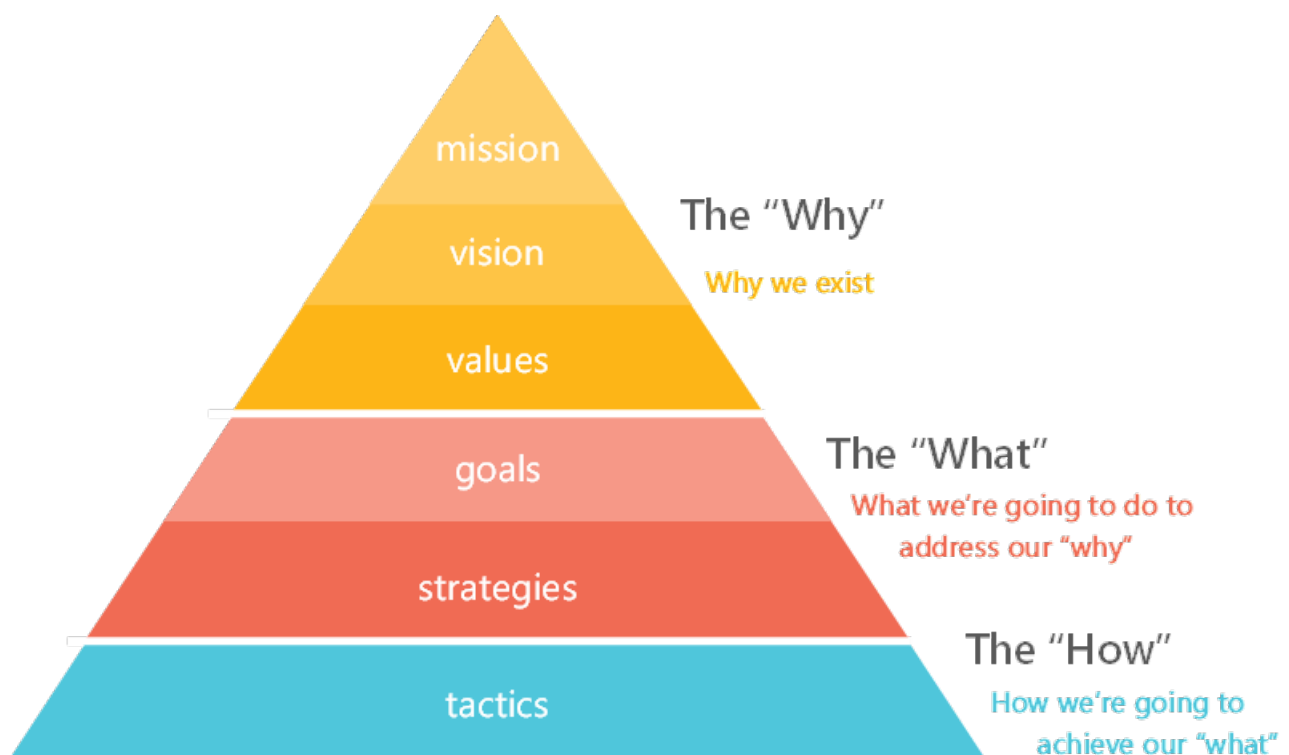 mission
The “Why”
vision
Why we exist
values
The “What”
goals
What we’re going to do to
address our “why”
strategies
The “How”
tactics
How we’re going to
achieve our “what”